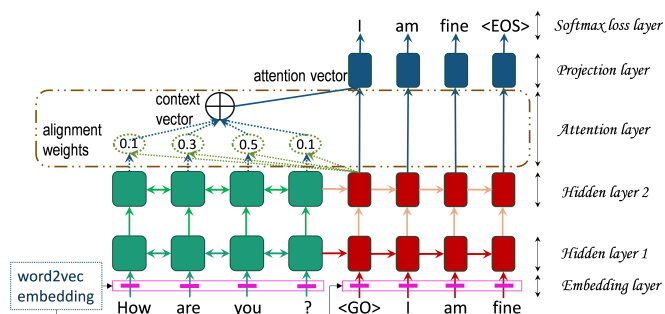 I am fine <EOS> Softmax loss layer
attention vector Projection layer
context
vector
alignment
weights
0.1 0.3 0.5 0.1 Attention layer
Hidden layer 2
Hidden layer 1
word2vec
embedding
Embedding layer
How are you ? <GO> I am fine